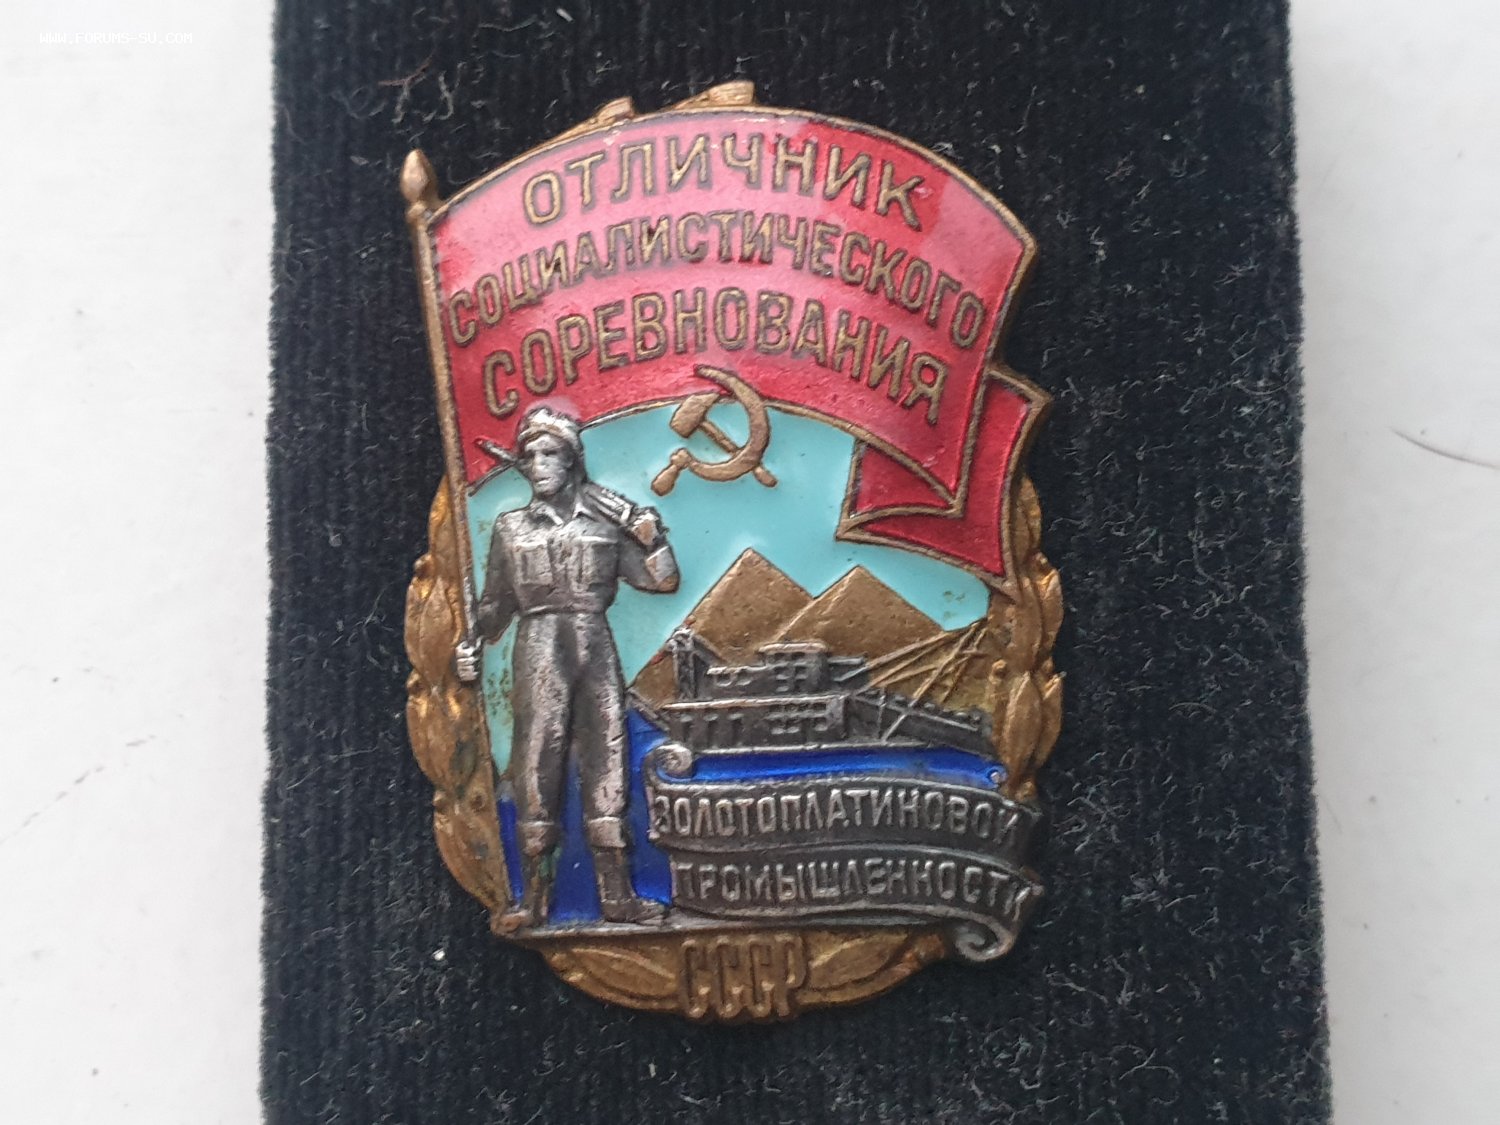 WWW.FORUMS-SU.COM
ОТЛИЧНИК
СОЦИАЛИСТИЧЕСКОГО
СОРЕВНОВАНИЯ
ЗОЛОТОПЛАТИНОВОЙ
ПРОМЫШЛЕННОСТИ
СССР